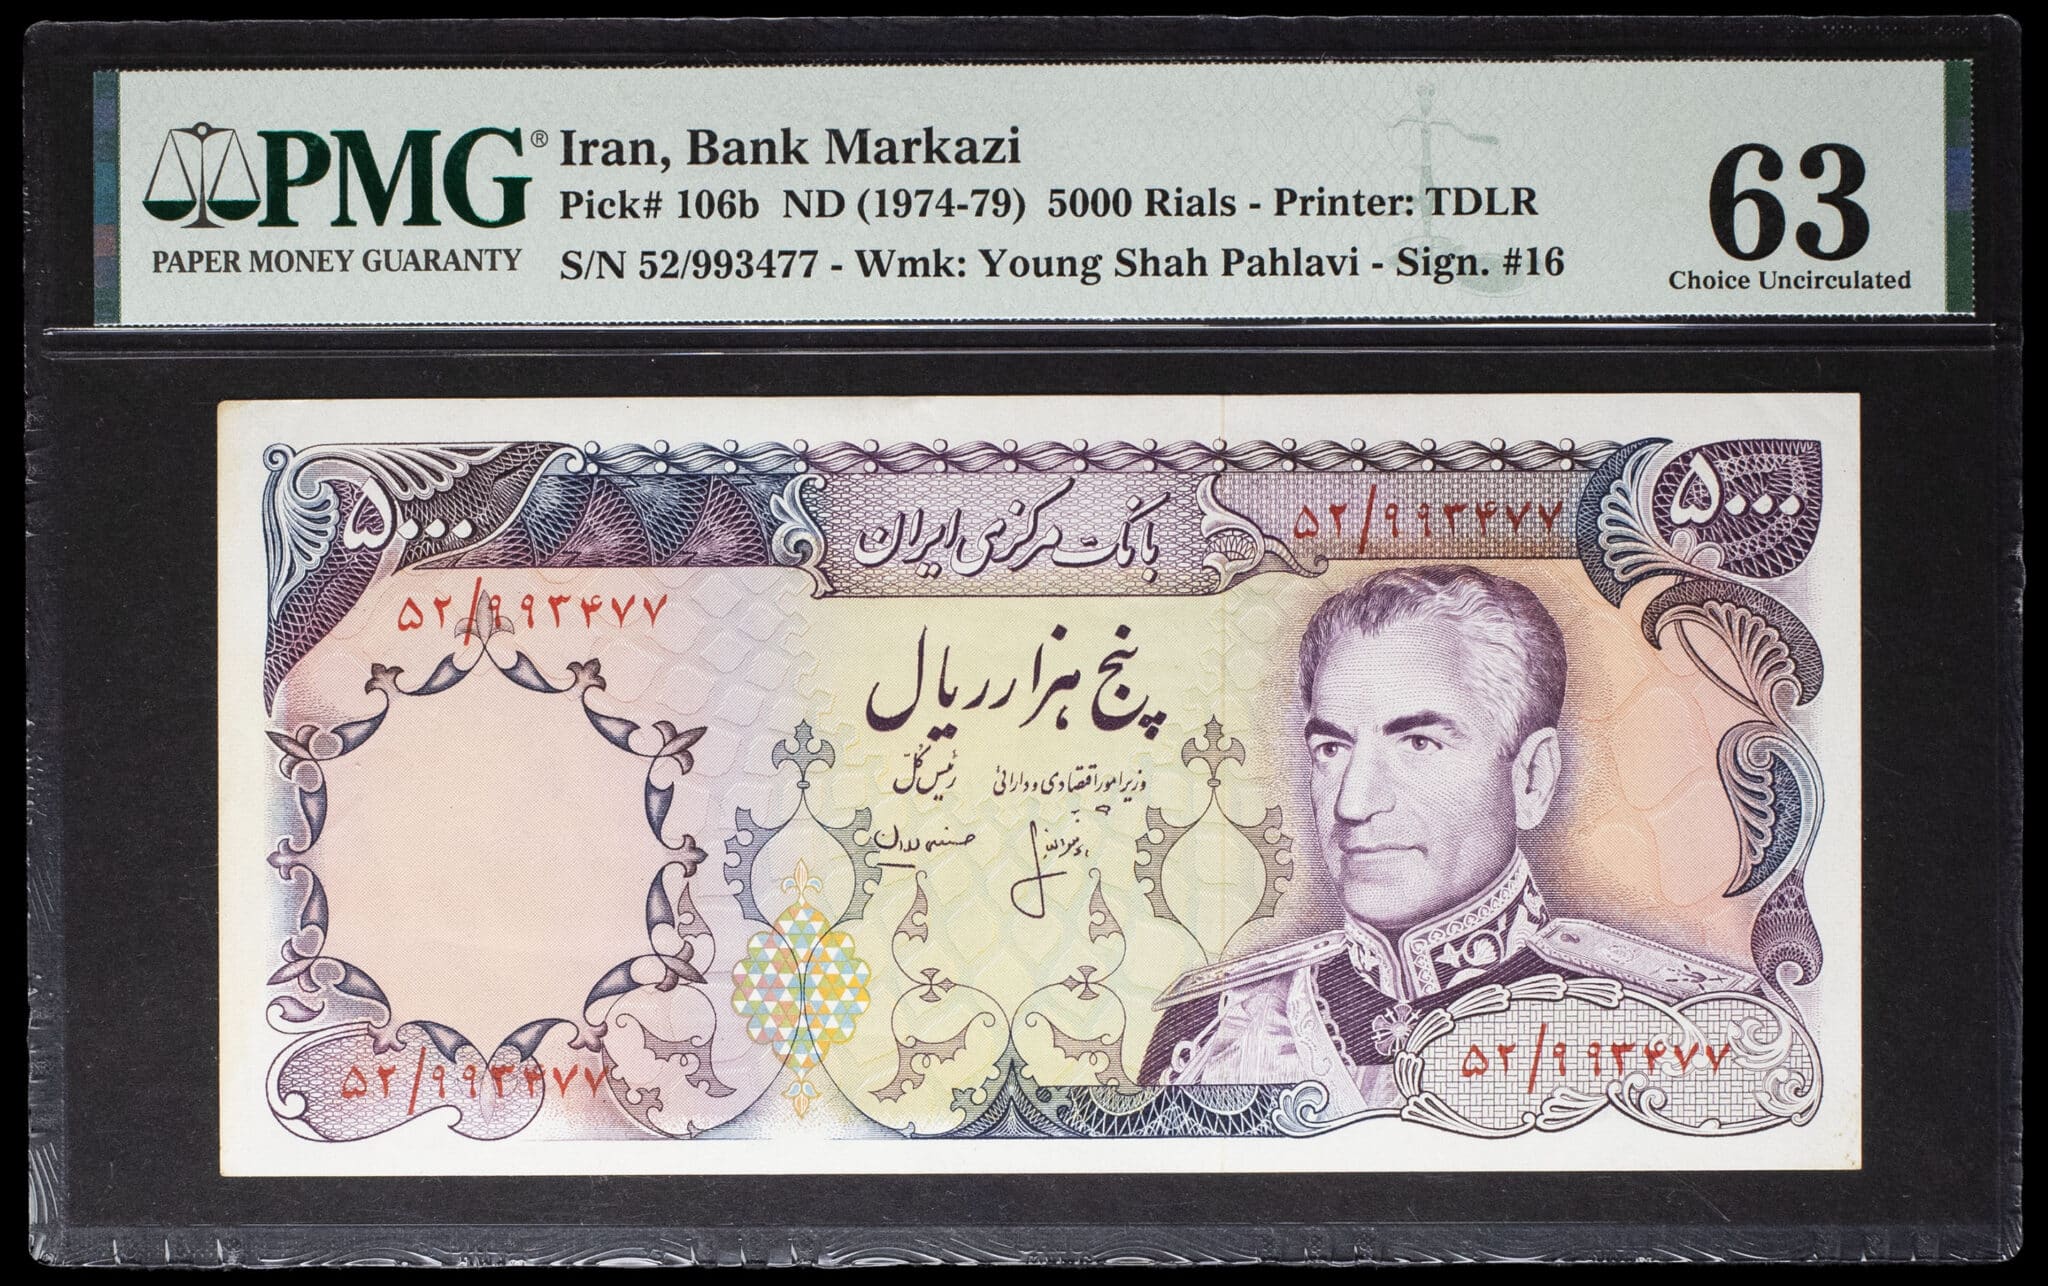 PMG® Iran, Bank Markazi
Pick# 106b ND (1974-79) 5000 Rials - Printer: TDLR
S/N 52/993477 - Wmk: Young Shah Pahlavi - Sign. #16
PAPER MONEY GUARANTY
63
Choice Uncirculated
۵۰۰۰
۵۰۰۰
بانک مرکزی ایران
۵۲/۹۹۳۴۷۷
۵۲/۹۹۳۴۷۷
پنج هزار ریال
وزیر امور اقتصادی و دارائی
رئیس کل
۵۲/۹۹۳۴۷۷
۵۲/۹۹۳۴۷۷